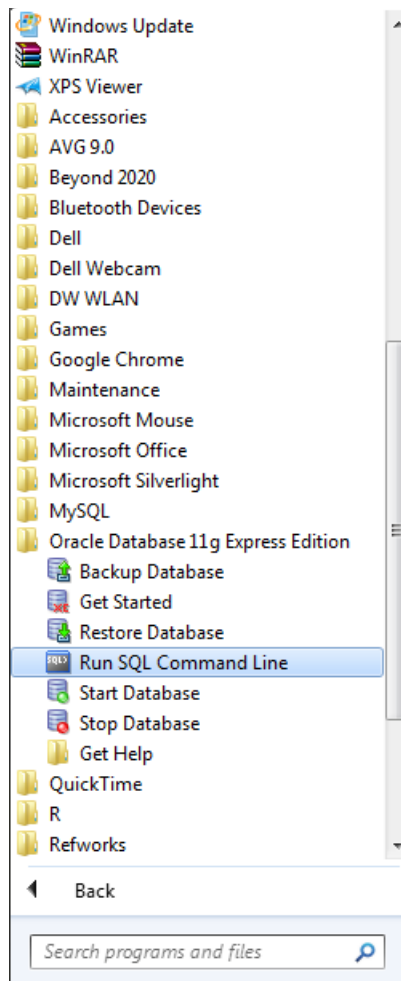 Windows Update
WinRAR
XPS Viewer
Accessories
AVG 9.0
Beyond 2020
Bluetooth Devices
Dell
Dell Webcam
DW WLAN
Games
Google Chrome
Maintenance
Microsoft Mouse
Microsoft Office
Microsoft Silverlight
MySQL
Oracle Database 11g Express Edition
Backup Database
Get Started
Restore Database
SQL> Run SQL Command Line
Start Database
Stop Database
Get Help
QuickTime
R
Refworks
Back
Search programs and files